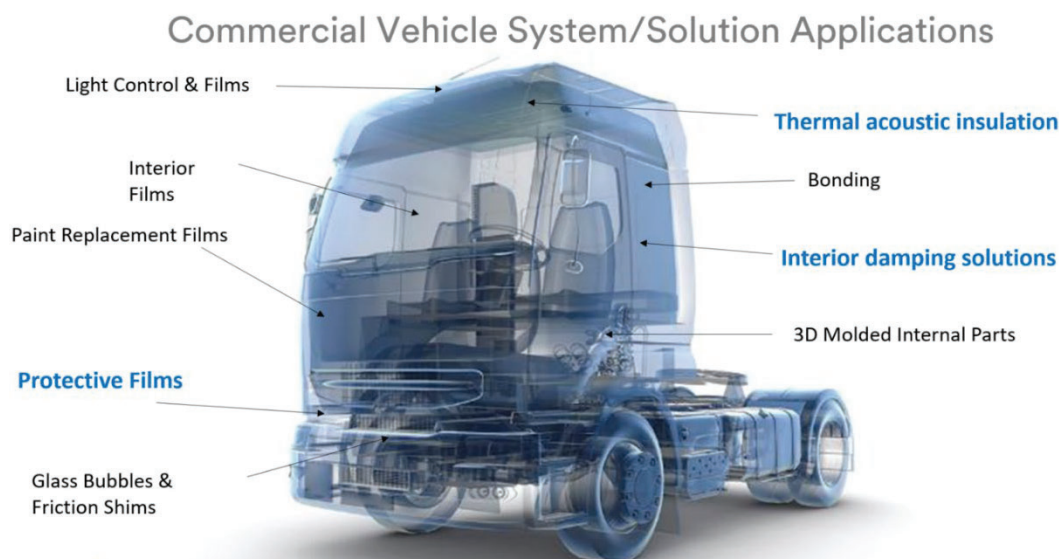 Commercial Vehicle System/Solution Applications
Light Control & Films
Thermal acoustic insulation
Interior
Films
Bonding
Paint Replacement Films
Interior damping solutions
3D Molded Internal Parts
Protective Films
Glass Bubbles &
Friction Shims